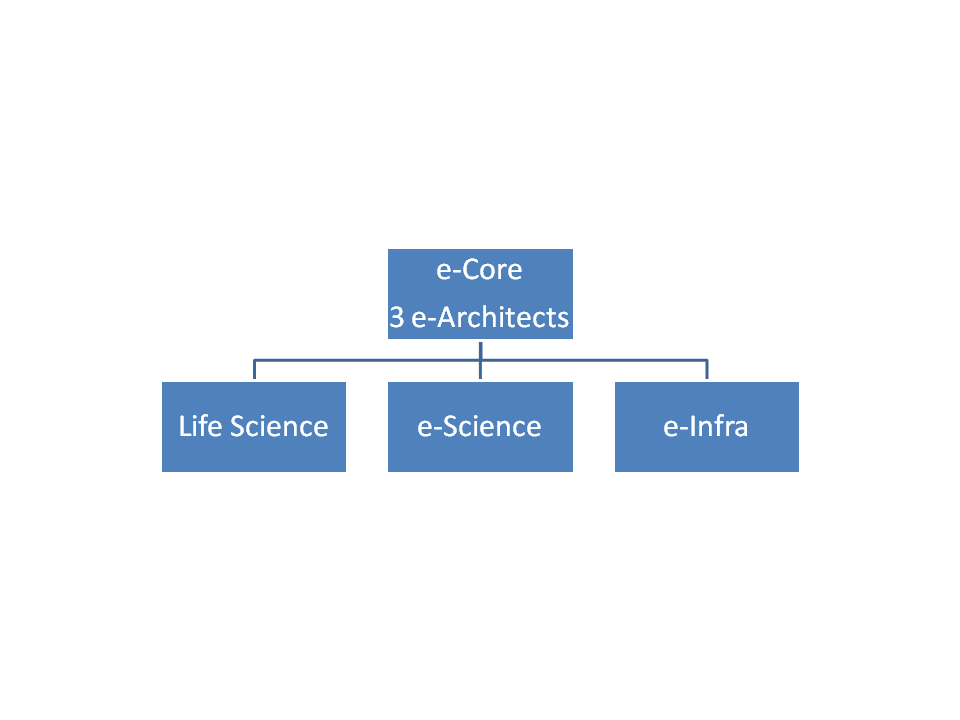 e-Core
3 e-Architects
Life Science
e-Science
e-Infra